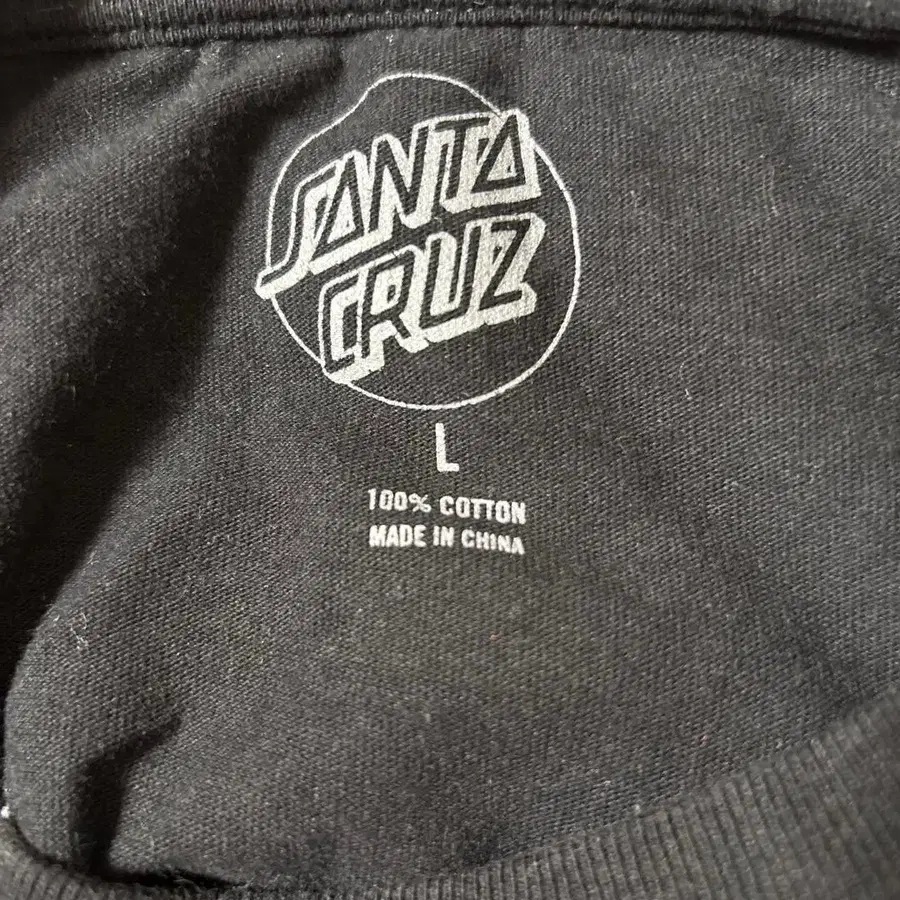 SANTA
CRUZ
L
100% COTTON
MADE IN CHINA